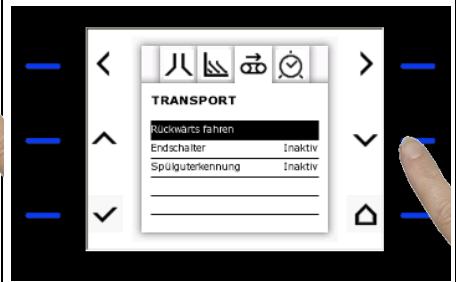 TRANSPORT
Rückwärts fahren
Endschalter Inaktiv
Spülguterkennung Inaktiv